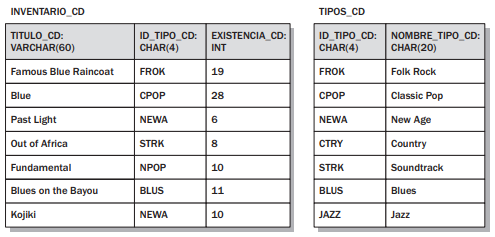 INVENTARIO_CD
TITULO_CD: VARCHAR(60) ID_TIPO_CD: CHAR(4) EXISTENCIA_CD: INT
Famous Blue Raincoat FROK 19
Blue CPOP 28
Past Light NEWA 6
Out of Africa STRK 8
Fundamental NPOP 10
Blues on the Bayou BLUS 11
Kojiki NEWA 10
TIPOS_CD
ID_TIPO_CD: CHAR(4) NOMBRE_TIPO_CD: CHAR(20)
FROK Folk Rock
CPOP Classic Pop
NEWA New Age
CTRY Country
STRK Soundtrack
BLUS Blues
JAZZ Jazz